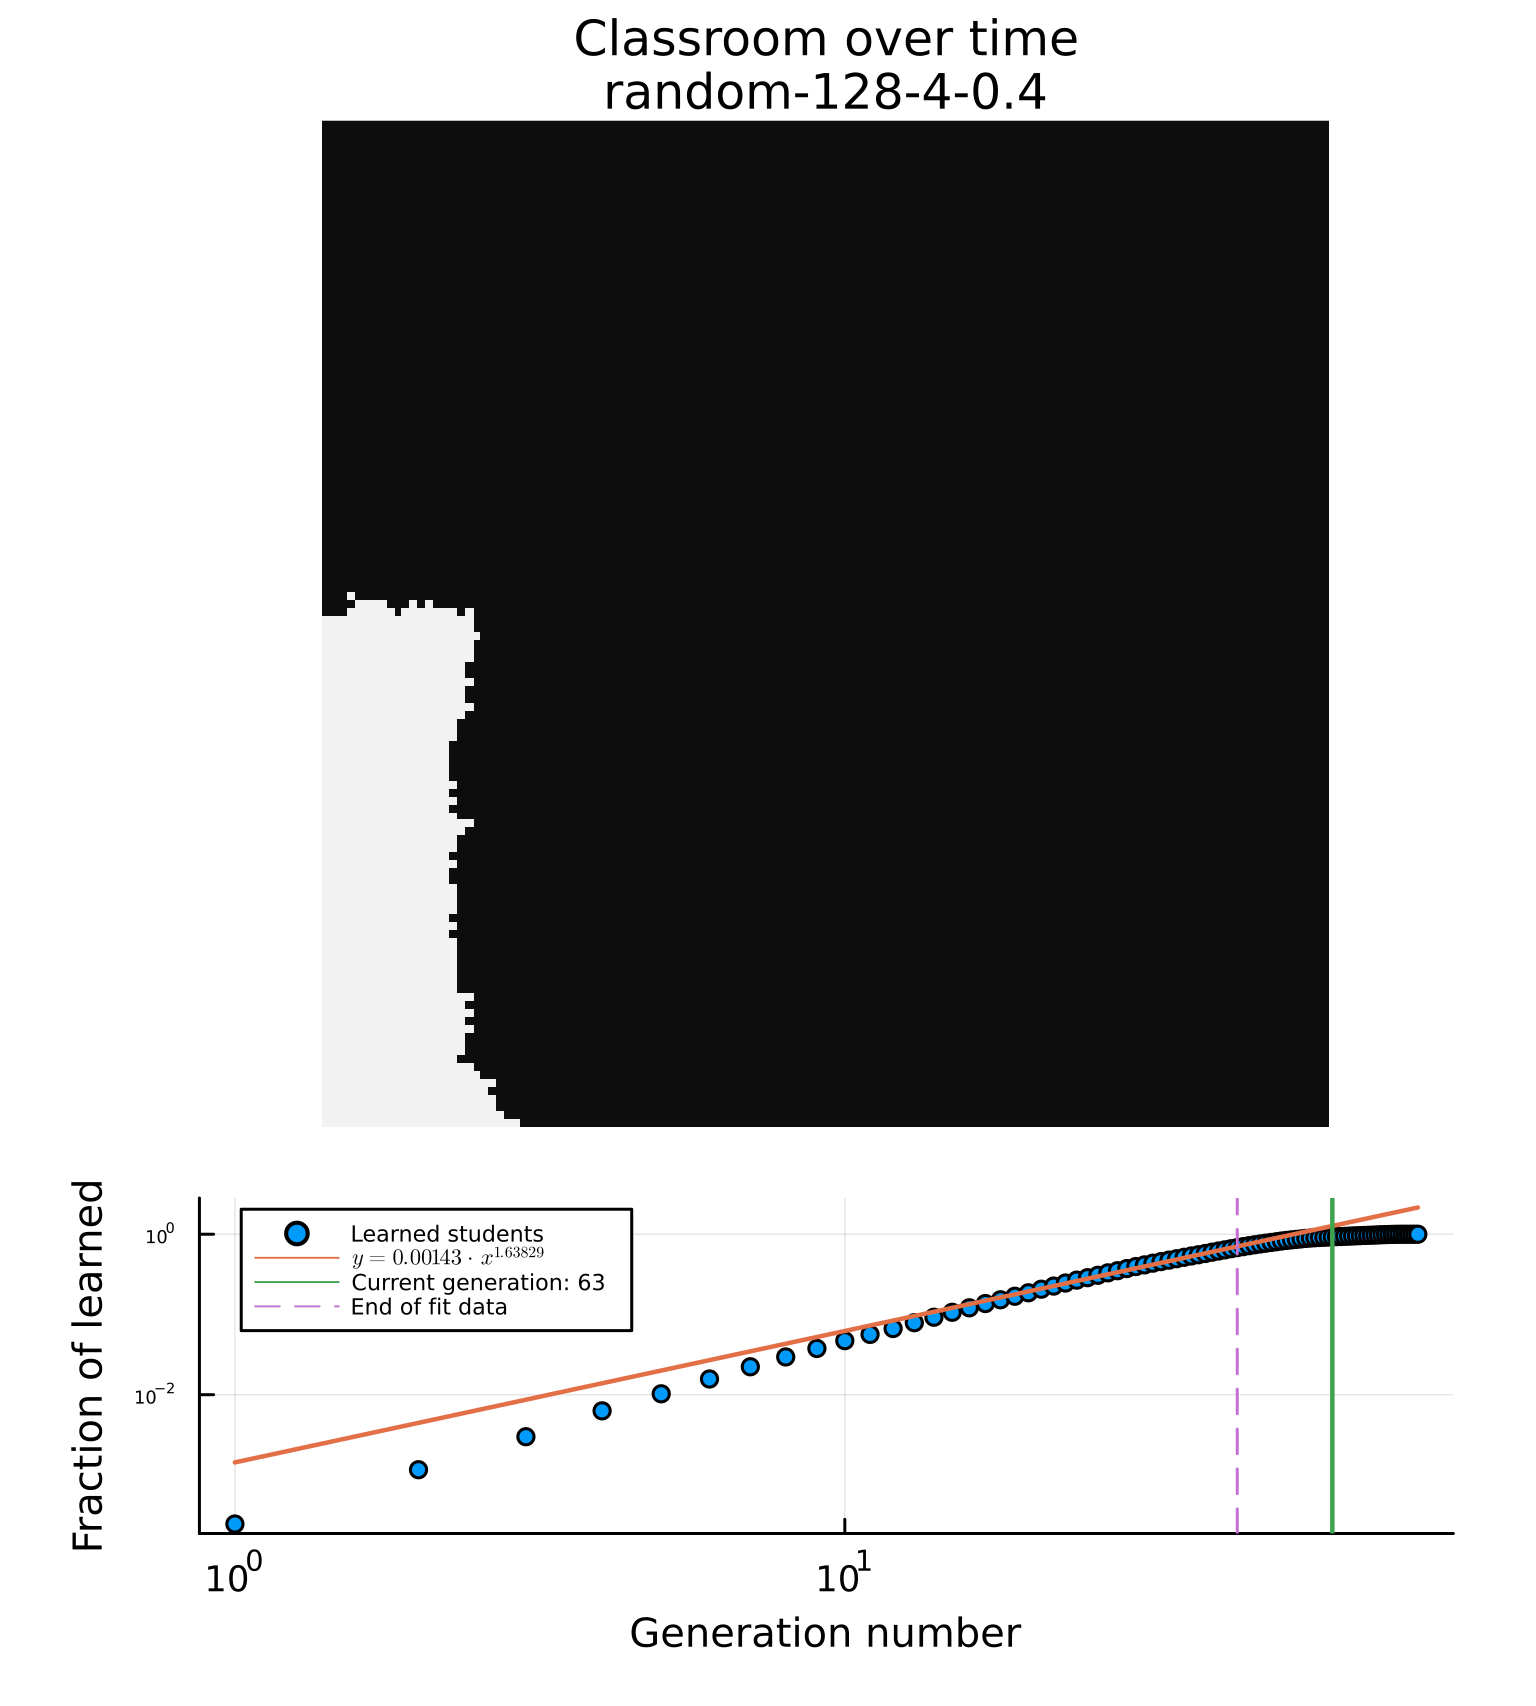 Classroom over time
random-128-4-0.4
Fraction of learned
10^0
10^-2
Learned students
y = 0.00143 · x^1.63829
Current generation: 63
End of fit data
10^0
10^1
Generation number